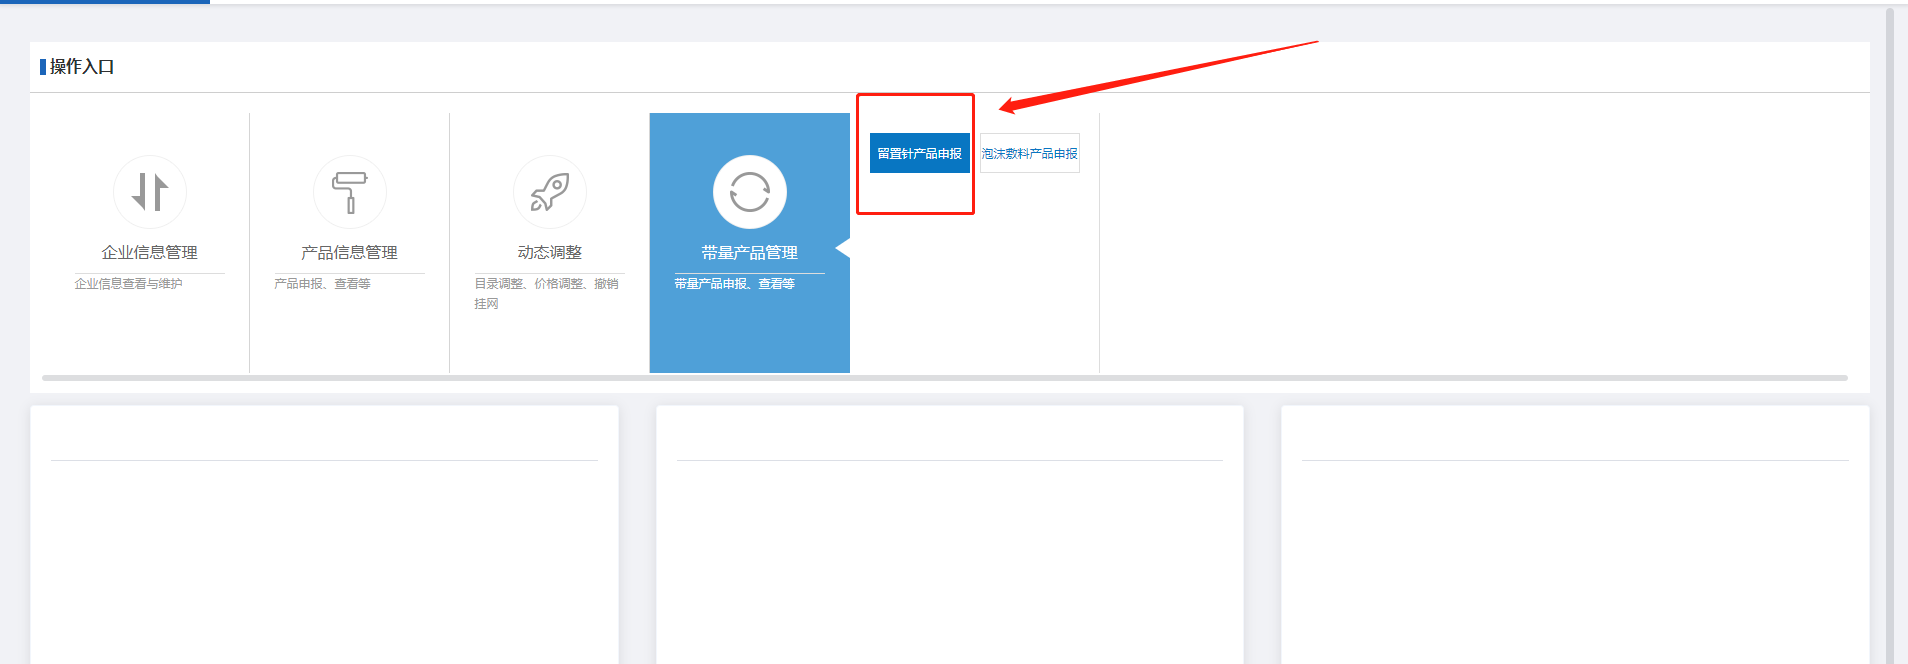 操作入口
留置针产品申报
泡沫敷料产品申报
企业信息管理
企业信息查看与维护
产品信息管理
产品申报、查看等
动态调整
目录调整、价格调整、撤销
挂网
带量产品管理
带量产品申报、查看等